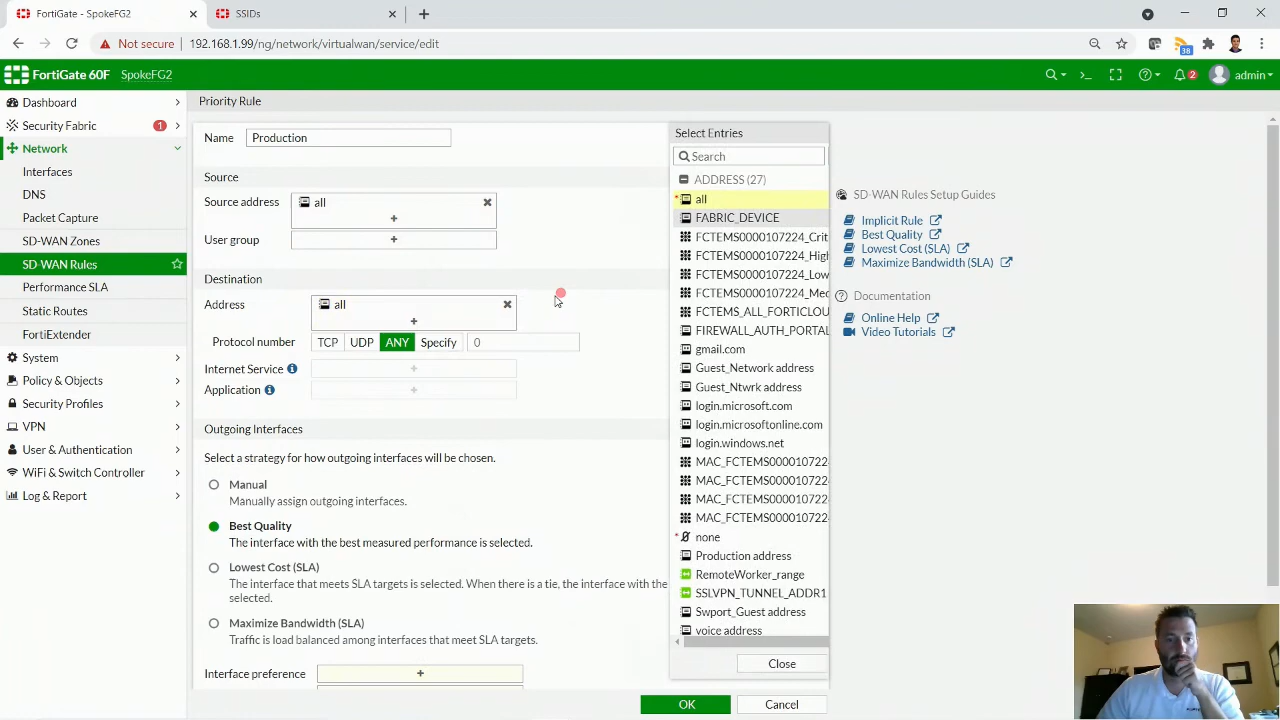 FortiGate - SpokeFG2
SSIDs
Not secure
192.168.1.99/ng/network/virtualwan/service/edit
38
FortiGate 60F
SpokeFG2
2
admin
Dashboard
Security Fabric
1
Network
Interfaces
DNS
Packet Capture
SD-WAN Zones
SD-WAN Rules
Performance SLA
Static Routes
FortiExtender
System
Policy & Objects
Security Profiles
VPN
User & Authentication
WiFi & Switch Controller
Log & Report
Priority Rule
Name
Production
Source
Source address
all
User group
Destination
Address
all
Protocol number
TCP
UDP
ANY
Specify
0
Internet Service
Application
Outgoing Interfaces
Select a strategy for how outgoing interfaces will be chosen.
Manual
Manually assign outgoing interfaces.
Best Quality
The interface with the best measured performance is selected.
Lowest Cost (SLA)
The interface that meets SLA targets is selected. When there is a tie, the interface with the
selected.
Maximize Bandwidth (SLA)
Traffic is load balanced among interfaces that meet SLA targets.
Interface preference
Select Entries
Search
ADDRESS (27)
all
FABRIC_DEVICE
FCTEMS0000107224_Crit
FCTEMS0000107224_High
FCTEMS0000107224_Low
FCTEMS0000107224_Med
FCTEMS_ALL_FORTICLOU
FIREWALL_AUTH_PORTAL
gmail.com
Guest_Network address
Guest_Ntwrk address
login.microsoft.com
login.microsoftonline.com
login.windows.net
MAC_FCTEMS000010722
MAC_FCTEMS000010722
MAC_FCTEMS000010722
MAC_FCTEMS000010722
none
Production address
RemoteWorker_range
SSLVPN_TUNNEL_ADDR1
Swport_Guest address
voice address
Close
OK
Cancel
SD-WAN Rules Setup Guides
Implicit Rule
Best Quality
Lowest Cost (SLA)
Maximize Bandwidth (SLA)
Documentation
Online Help
Video Tutorials